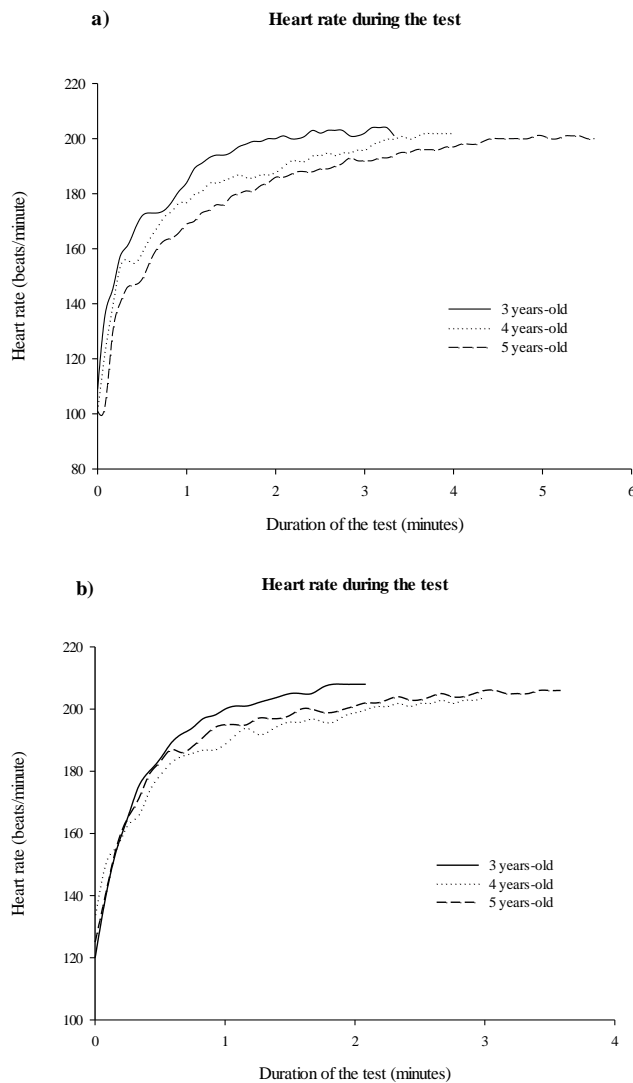 a) Heart rate during the test
220
200
180
160
140
120
100
80
Heart rate (beats/minute)
3 years-old
4 years-old
5 years-old
0 1 2 3 4 5 6
Duration of the test (minutes)
b) Heart rate during the test
220
200
180
160
140
120
100
Heart rate (beats/minute)
3 years-old
4 years-old
5 years-old
0 1 2 3 4
Duration of the test (minutes)